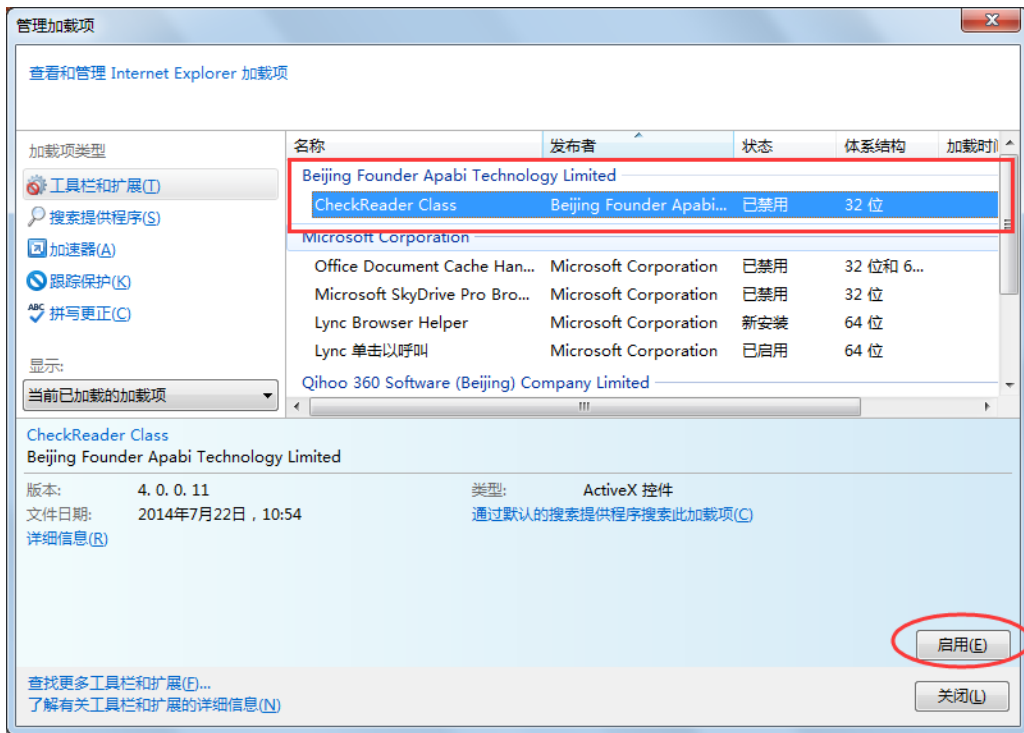 管理加载项
查看和管理 Internet Explorer 加载项
加载项类型
工具栏和扩展(T)
搜索提供程序(S)
加速器(A)
跟踪保护(K)
ABC
拼写更正(C)
显示:
当前已加载的加载项
名称 发布者 状态 体系结构 加载时
Beijing Founder Apabi Technology Limited
CheckReader Class Beijing Founder Apabi... 已禁用 32 位
Microsoft Corporation
Office Document Cache Han... Microsoft Corporation 已禁用 32 位和 6...
Microsoft SkyDrive Pro Bro... Microsoft Corporation 已禁用 32 位
Lync Browser Helper Microsoft Corporation 新安装 64 位
Lync 单击以呼叫 Microsoft Corporation 已启用 64 位
Qihoo 360 Software (Beijing) Company Limited
CheckReader Class
Beijing Founder Apabi Technology Limited
版本: 4. 0. 0. 11 类型: ActiveX 控件
文件日期: 2014年7月22日，10:54 通过默认的搜索提供程序搜索此加载项(C)
详细信息(R)
启用(E)
查找更多工具栏和扩展(F)...
了解有关工具栏和扩展的详细信息(N)
关闭(L)